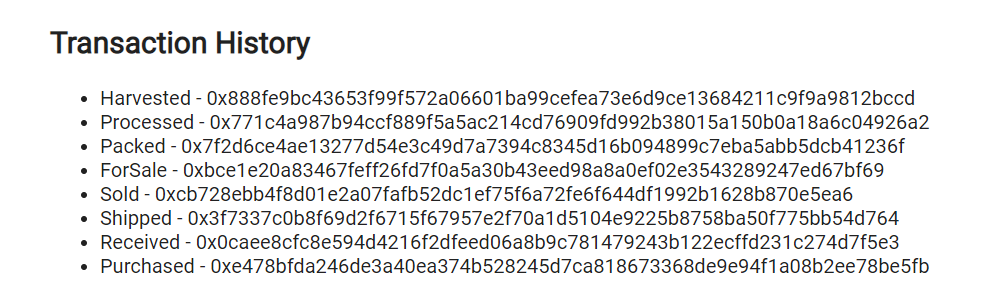 Transaction History
Harvested - 0x888fe9bc43653f99f572a06601ba99cefea73e6d9ce13684211c9f9a9812bccd
Processed - 0x771c4a987b94ccf889f5a5ac214cd76909fd992b38015a150b0a18a6c04926a2
Packed - 0x7f2d6ce4ae13277d54e3c49d7a7394c8345d16b094899c7eba5abb5dcb41236f
ForSale - 0xbce1e20a83467feff26fd7f0a5a30b43eed98a8a0ef02e3543289247ed67bf69
Sold - 0xcb728ebb4f8d01e2a07fafb52dc1ef75f6a72fe6f644df1992b1628b870e5ea6
Shipped - 0x3f7337c0b8f69d2f6715f67957e2f70a1d5104e9225b8758ba50f775bb54d764
Received - 0x0caee8cfc8e594d4216f2dfeed06a8b9c781479243b122ecffd231c274d7f5e3
Purchased - 0xe478bfda246de3a40ea374b528245d7ca818673368de9e94f1a08b2ee78be5fb